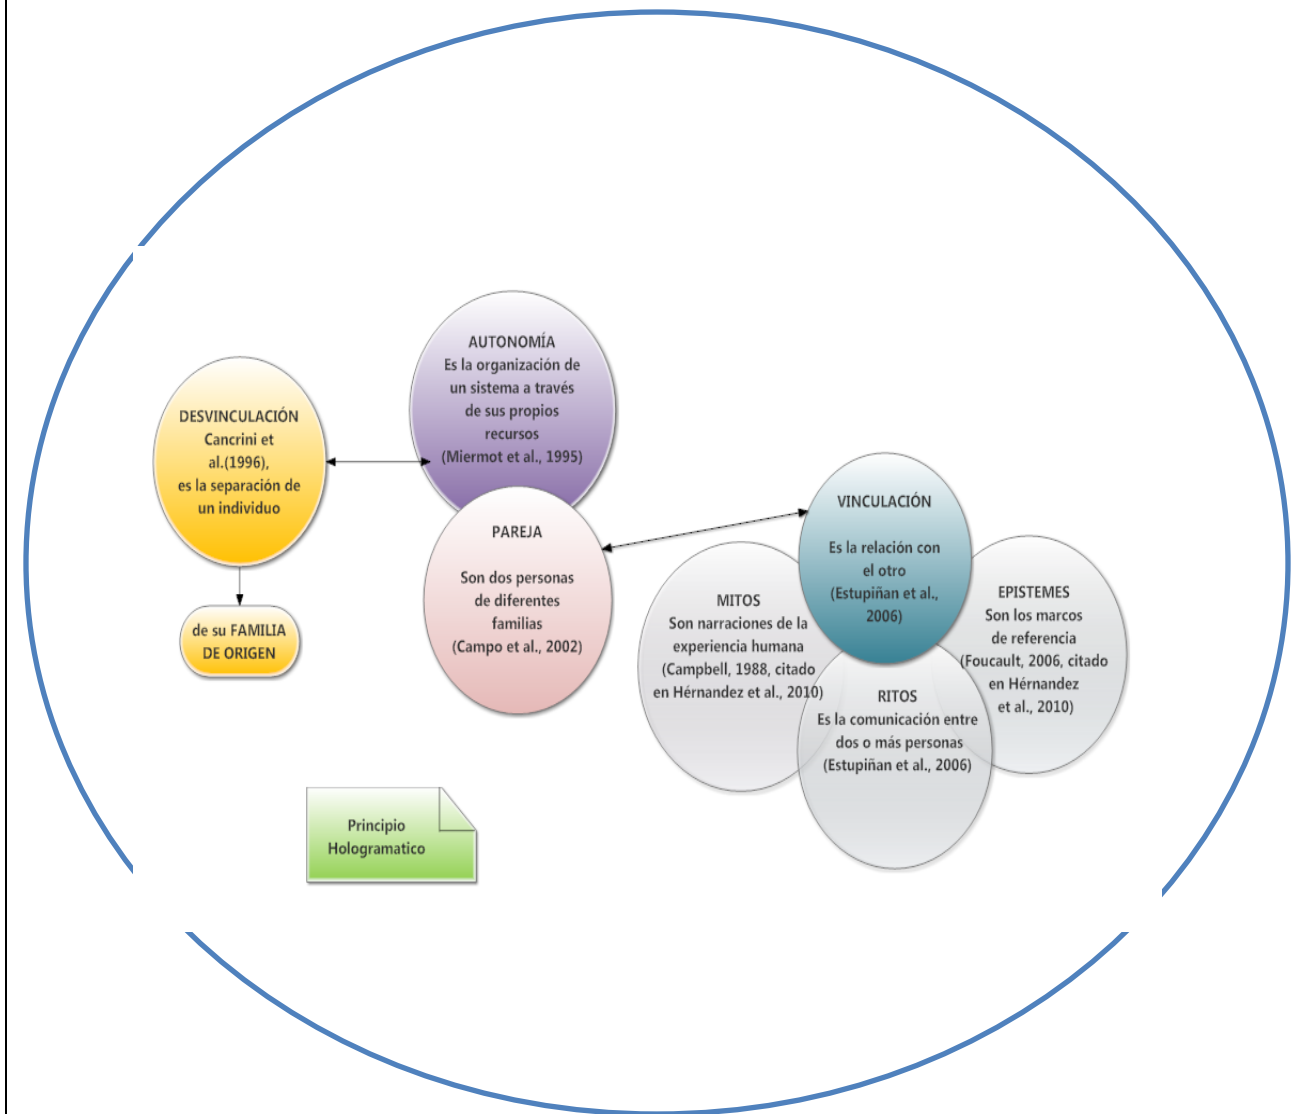 AUTONOMÍA
Es la organización de
un sistema a través
de sus propios
recursos
(Miermot et al., 1995)
DESVINCULACIÓN
Cancrini et
al.(1996),
es la separación de
un individuo
de su FAMILIA
DE ORIGEN
PAREJA
Son dos personas
de diferentes
familias
(Campo et al., 2002)
VINCULACIÓN
Es la relación con
el otro
(Estupiñan et al.,
2006)
MITOS
Son narraciones de la
experiencia humana
(Campbell, 1988, citado
en Hérnandez et al., 2010)
EPISTEMES
Son los marcos
de referencia
(Foucault, 2006, citado
en Hérnandez
et al., 2010)
RITOS
Es la comunicación entre
dos o más personas
(Estupiñan et al., 2006)
Principio
Hologramatico